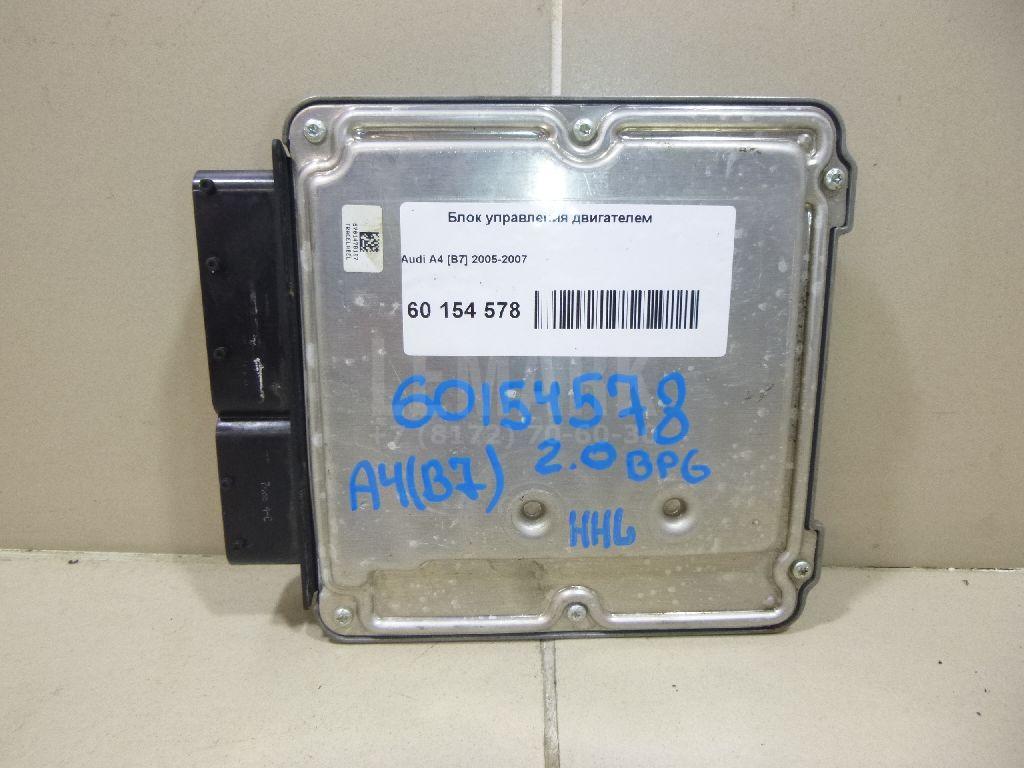 Блок управления двигателем
Audi A4 [B7] 2005-2007
60 154 578
60154578
A4(B7) 2.0 BPG
HHL